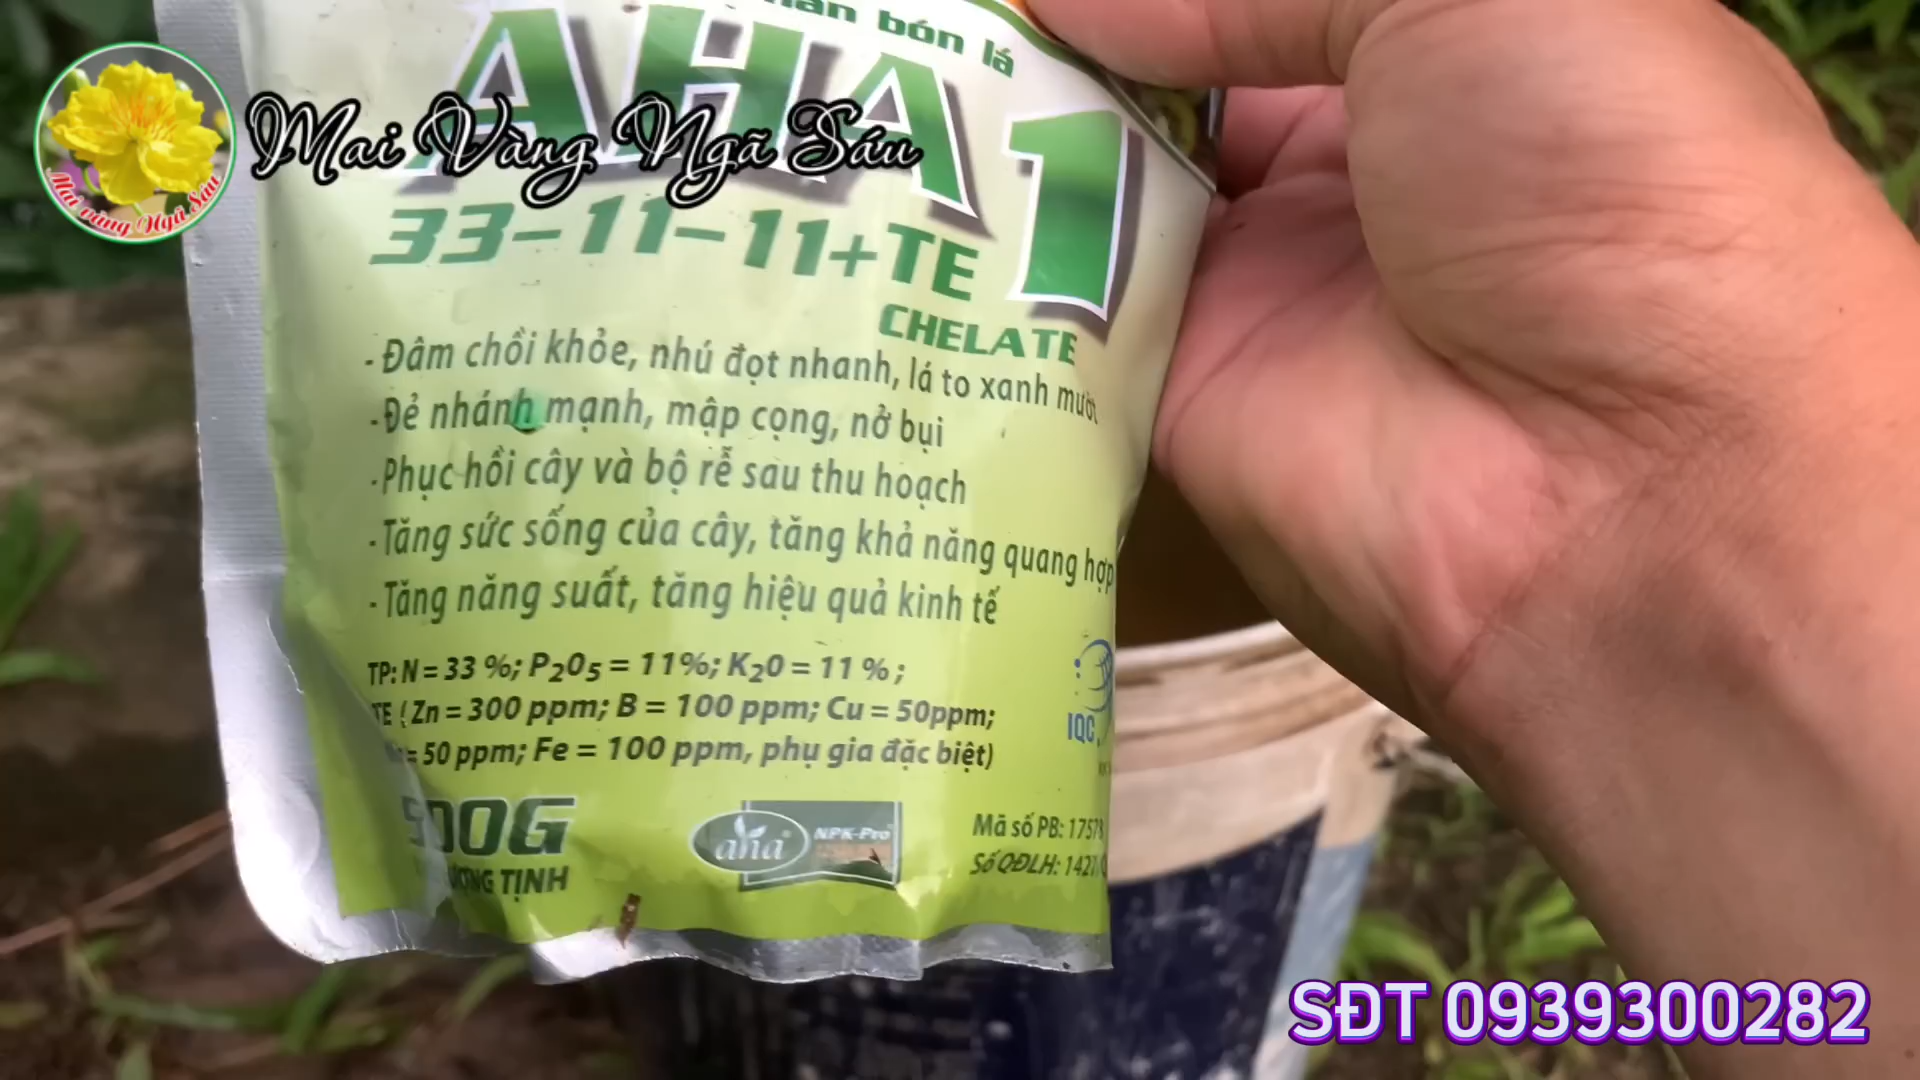 bón lá
AHA 1
Mai Vàng Ngã Sáu
Mai vàng Ngã Sáu
33-11-11+TE
CHELATE
- Đâm chồi khỏe, nhú đọt nhanh, lá to xanh mướt
- Đẻ nhánh mạnh, mập cọng, nở bụi
- Phục hồi cây và bộ rễ sau thu hoạch
- Tăng sức sống của cây, tăng khả năng quang hợp
- Tăng năng suất, tăng hiệu quả kinh tế
TP: N = 33 %; P2O5 = 11%; K2O = 11 % ;
TE ( Zn = 300 ppm; B = 100 ppm; Cu = 50ppm;
= 50 ppm; Fe = 100 ppm, phụ gia đặc biệt)
IQC
500G
TỊNH
aha
NPK-Pro
Mã số PB: 1757
Số QĐLH: 142
SĐT 0939300282